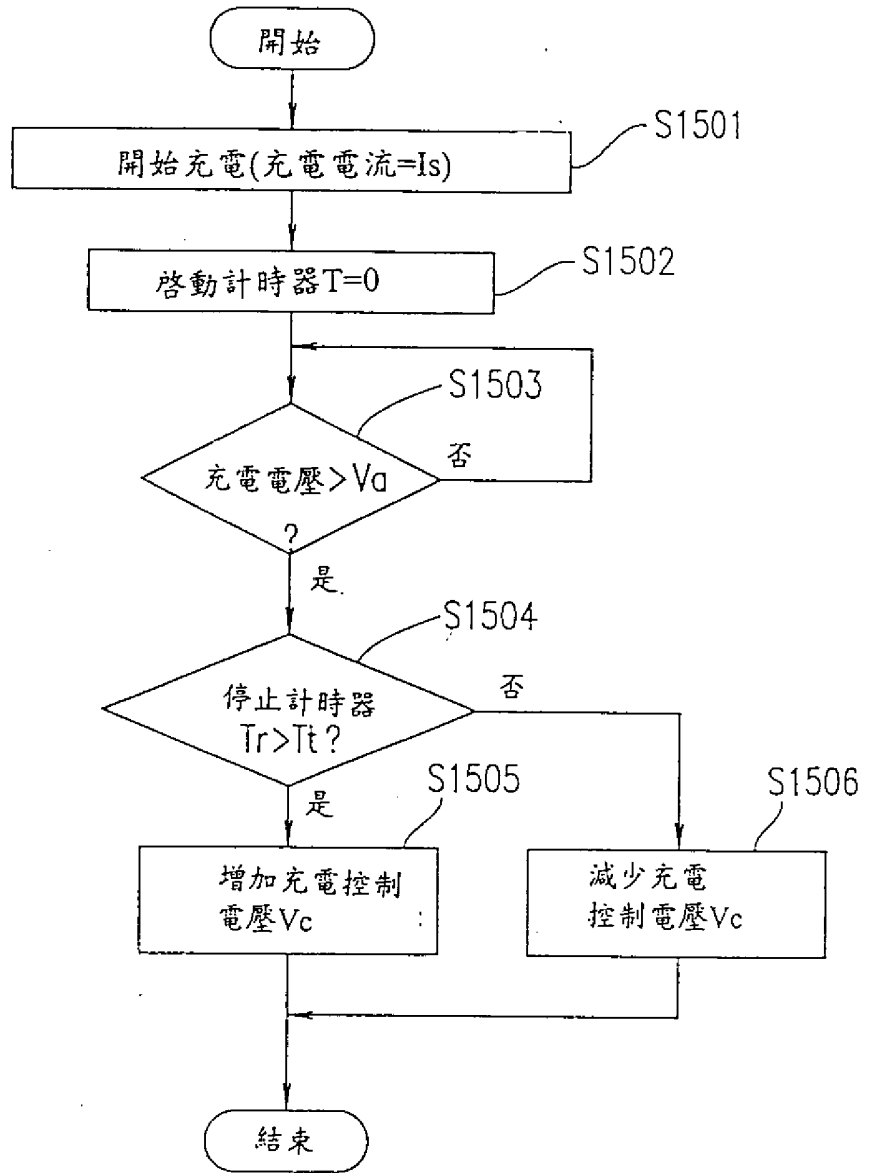 開始
S1501
開始充電(充電電流=Is)
S1502
啓動計時器T=0
S1503
充電電壓>Va
?
否
是
S1504
停止計時器
Tr>Tt?
否
是
S1505
增加充電控制
電壓Vc
S1506
減少充電
控制電壓Vc
結束